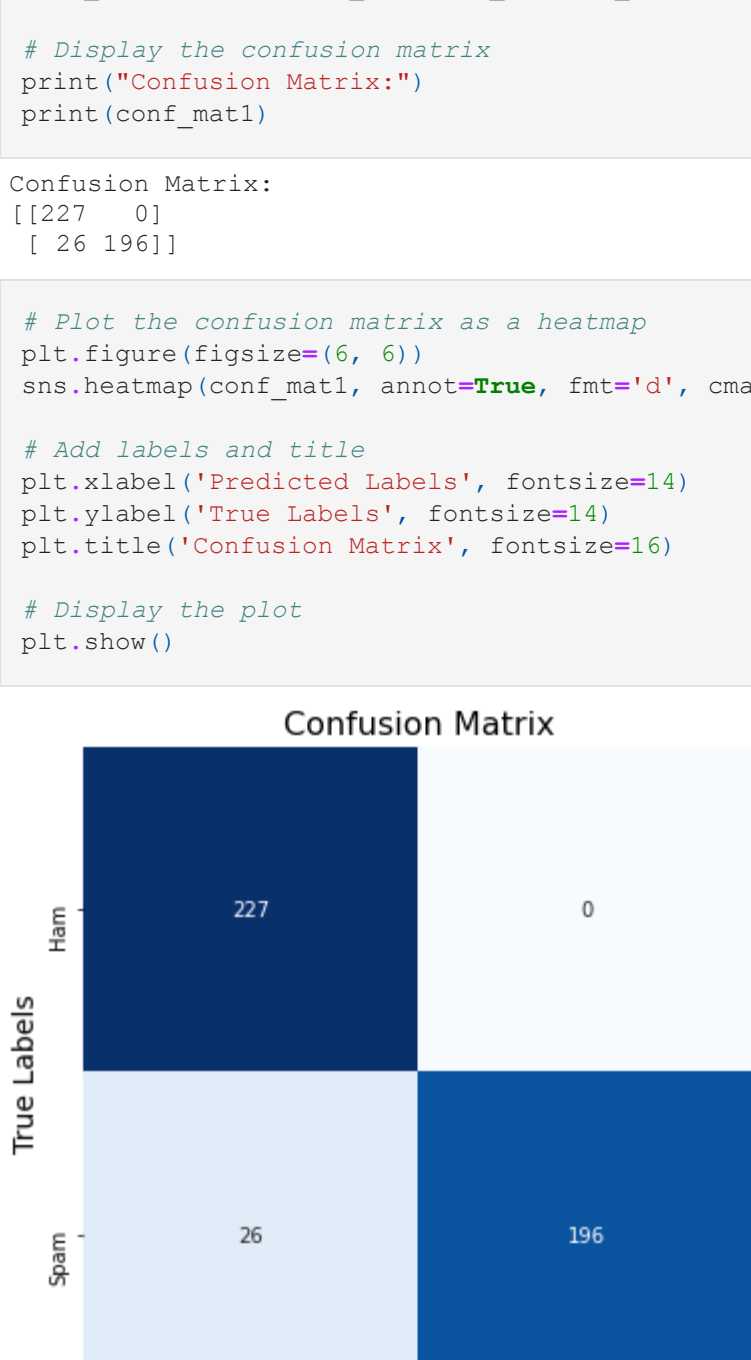 # Display the confusion matrix
print("Confusion Matrix:")
print(conf_mat1)
Confusion Matrix:
[[227   0]
 [ 26 196]]
# Plot the confusion matrix as a heatmap
plt.figure(figsize=(6, 6))
sns.heatmap(conf_mat1, annot=True, fmt='d', cma
# Add labels and title
plt.xlabel('Predicted Labels', fontsize=14)
plt.ylabel('True Labels', fontsize=14)
plt.title('Confusion Matrix', fontsize=16)
# Display the plot
plt.show()
Confusion Matrix
Ham
227
0
True Labels
Spam
26
196